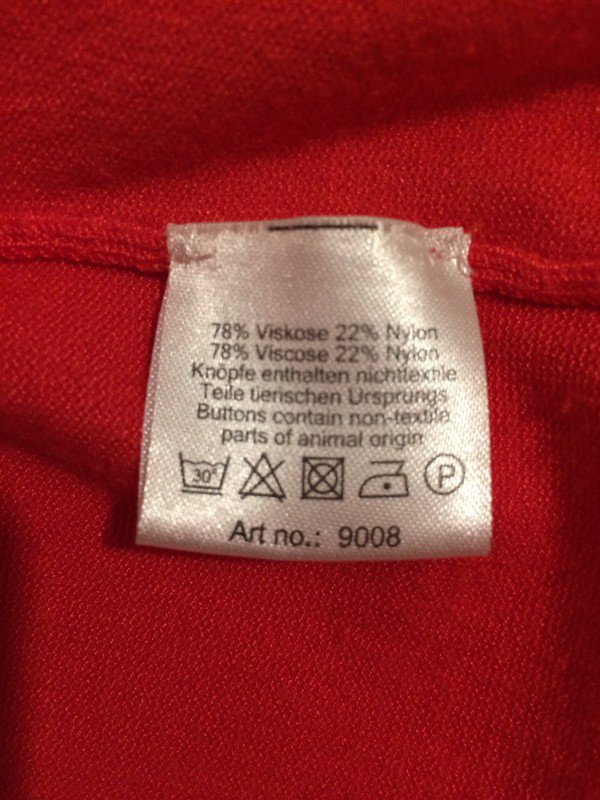 78% Viskose 22% Nylon
78% Viscose 22% Nylon
Knöpfe enthalten nichttextile
Teile tierischen Ursprungs
Buttons contain non-textile
parts of animal origin
30° P
Art no.: 9008